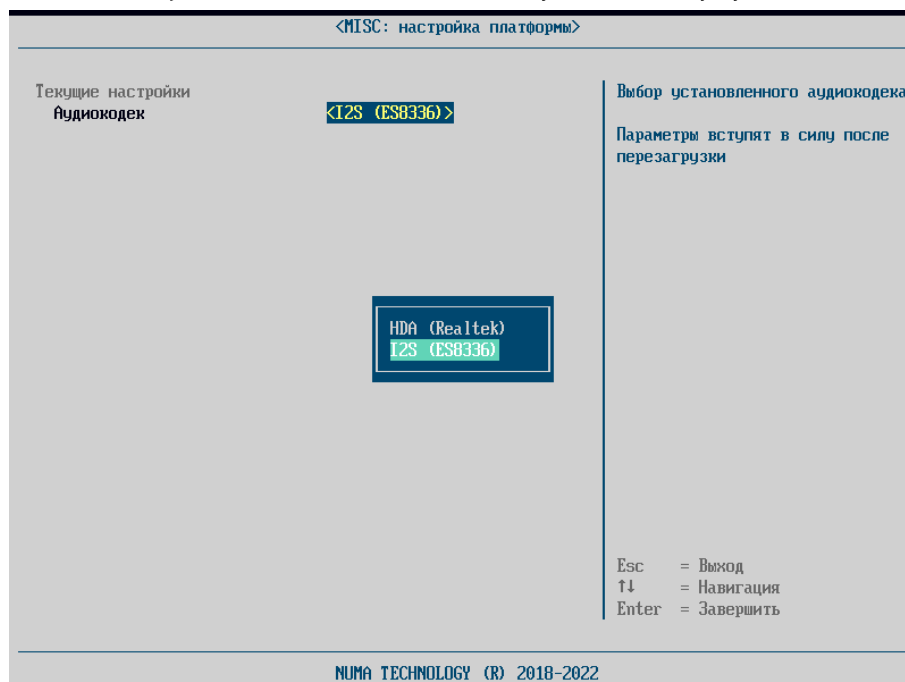 <MISC: настройка платформы>
Текущие настройки
Аудиокодек <I2S (ES8336)>
Выбор установленного аудиокодека
Параметры вступят в силу после
перезагрузки
HDA (Realtek)
I2S (ES8336)
Esc = Выход
↑↓ = Навигация
Enter = Завершить
NUMA TECHNOLOGY (R) 2018-2022